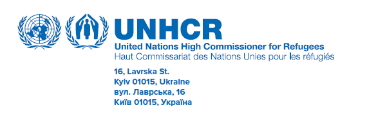 UNHCR
United Nations High Commissioner for Refugees
Haut Commissariat des Nations Unies pour les réfugiés
16, Lavrska St.
Kyiv 01015, Ukraine
вул. Лаврська, 16
Київ 01015, Україна